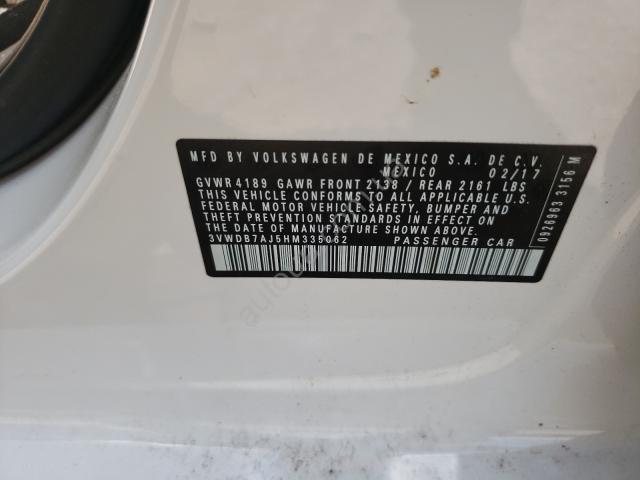 MFD BY VOLKSWAGEN DE MEXICO S.A. DE C.V.
MEXICO 02/17
GVWR 4189 GAWR FRONT 2138 / REAR 2161 LBS
THIS VEHICLE CONFORMS TO ALL APPLICABLE U.S.
FEDERAL MOTOR VEHICLE SAFETY, BUMPER AND
THEFT PREVENTION STANDARDS IN EFFECT ON
THE DATE OF MANUFACTURE SHOWN ABOVE.
3VWDB7AJ5HM335062 PASSENGER CAR
0926963 3156 M